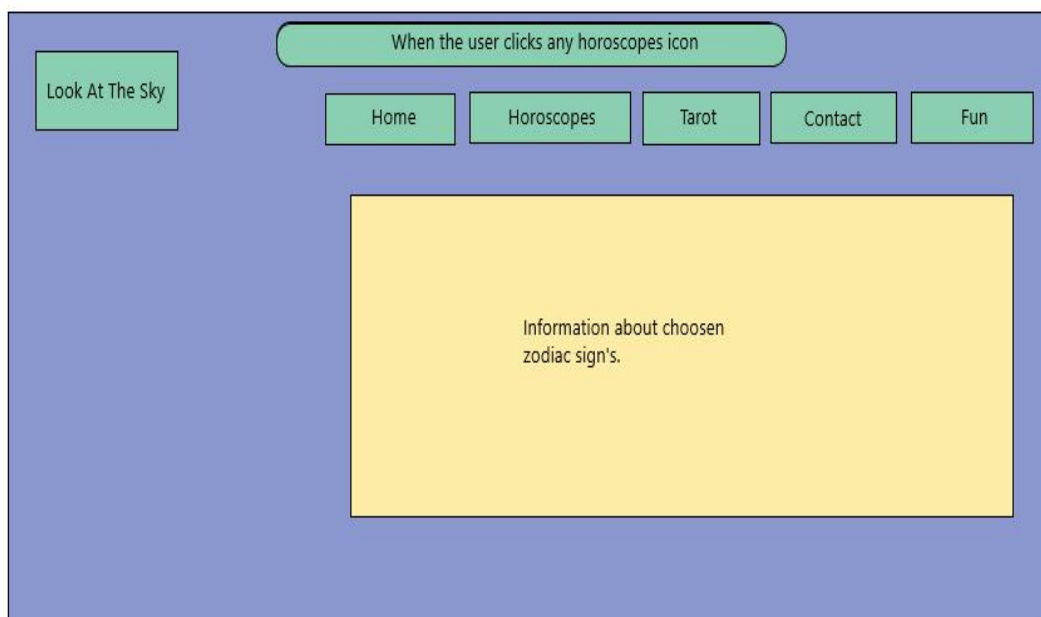 When the user clicks any horoscopes icon
Look At The Sky
Home
Horoscopes
Tarot
Contact
Fun
Information about choosen
zodiac sign's.